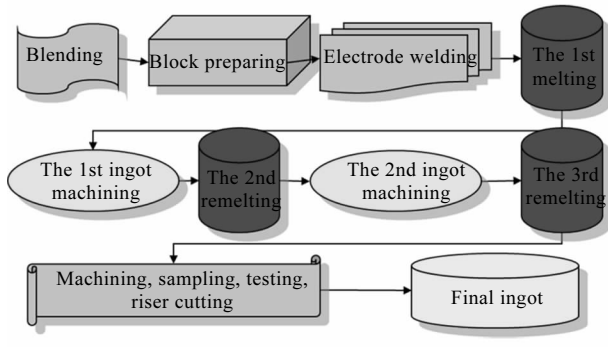 Blending
Block preparing
Electrode welding
The 1st
melting
The 1st ingot
machining
The 2nd
remelting
The 2nd ingot
machining
The 3rd
remelting
Machining, sampling, testing,
riser cutting
Final ingot